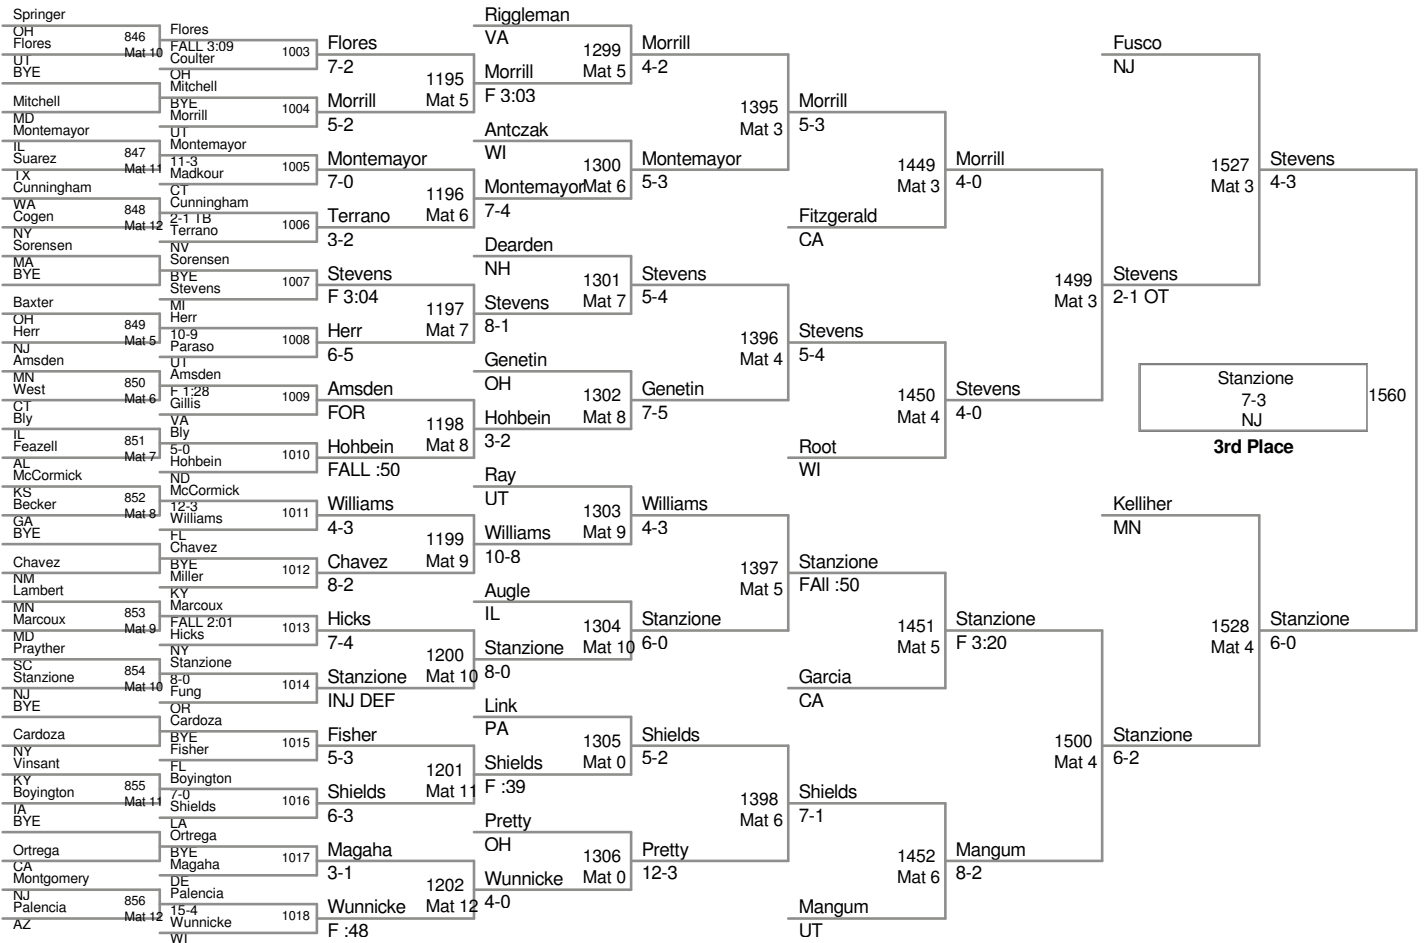 Springer
OH
Flores
846
Mat 10
UT
BYE
Mitchell
MD
Montemayor
IL
Suarez
847
Mat 11
TX
Cunningham
WA
Cogen
848
Mat 12
NY
Sorensen
MA
BYE
Baxter
OH
Herr
849
Mat 5
NJ
Amsden
MN
West
850
Mat 6
CT
Bly
IL
Feazell
851
Mat 7
AL
McCormick
KS
Becker
852
Mat 8
GA
BYE
Chavez
NM
Lambert
MN
Marcoux
853
Mat 9
MD
Prayther
SC
Stanzione
854
Mat 10
NJ
BYE
Cardoza
NY
Vinsant
KY
Boyington
855
Mat 11
IA
BYE
Ortrega
CA
Montgomery
NJ
Palencia
856
Mat 12
AZ
Flores
FALL 3:09
Coulter
1003
OH
Mitchell
BYE
Morrill
1004
UT
Montemayor
11-3
Madkour
1005
CT
Cunningham
2-1 TB
Terrano
1006
NV
Sorensen
BYE
Stevens
1007
MI
Herr
10-9
Paraso
1008
UT
Amsden
F 1:28
Gillis
1009
VA
Bly
5-0
Hohbein
1010
ND
McCormick
12-3
Williams
1011
FL
Chavez
BYE
Miller
1012
KY
Marcoux
FALL 2:01
Hicks
1013
NY
Stanzione
8-0
Fung
1014
OR
Cardoza
BYE
Fisher
1015
FL
Boyington
7-0
Shields
1016
LA
Ortrega
BYE
Magaha
1017
DE
Palencia
15-4
Wunnicke
1018
WI
Flores
7-2
1195
Mat 5
Morrill
5-2
Montemayor
7-0
1196
Mat 6
Terrano
3-2
Stevens
F 3:04
1197
Mat 7
Herr
6-5
Amsden
FOR
1198
Mat 8
Hohbein
FALL :50
Williams
4-3
1199
Mat 9
Chavez
8-2
Hicks
7-4
1200
Mat 10
Stanzione
INJ DEF
Fisher
5-3
1201
Mat 11
Shields
6-3
Magaha
3-1
1202
Mat 12
Wunnicke
F :48
Riggleman
VA
1299
Mat 5
Morrill
F 3:03
Antczak
WI
1300
Mat 6
Montemayor
7-4
Dearden
NH
1301
Mat 7
Stevens
8-1
Genetin
OH
1302
Mat 8
Hohbein
3-2
Ray
UT
1303
Mat 9
Williams
10-8
Augle
IL
1304
Mat 10
Stanzione
8-0
Link
PA
1305
Mat 0
Shields
F :39
Pretty
OH
1306
Mat 0
Wunnicke
4-0
Morrill
4-2
1395
Mat 3
Montemayor
5-3
Stevens
5-4
1396
Mat 4
Genetin
7-5
Williams
4-3
1397
Mat 5
Stanzione
6-0
Shields
5-2
1398
Mat 6
Pretty
12-3
Morrill
5-3
1449
Mat 3
Fitzgerald
CA
Stevens
5-4
1450
Mat 4
Root
WI
Stanzione
FAll :50
1451
Mat 5
Garcia
CA
Shields
7-1
1452
Mat 6
Mangum
UT
Morrill
4-0
1499
Mat 3
Stevens
4-0
Stanzione
F 3:20
1500
Mat 4
Mangum
8-2
Fusco
NJ
1527
Mat 3
Stevens
2-1 OT
Kelliher
MN
1528
Mat 4
Stanzione
6-2
Stevens
4-3
Stanzione
7-3
NJ
1560
3rd Place
Stanzione
6-0